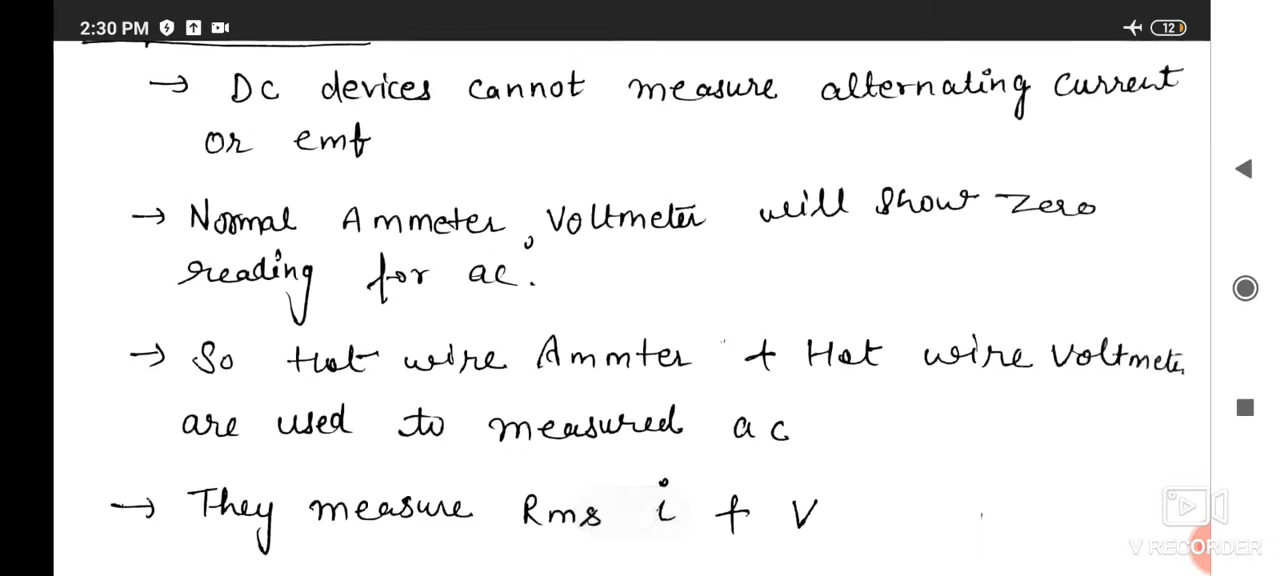 2:30 PM
12
→ DC devices cannot measure alternating current
or emf
→ Normal Ammeter, Voltmeter will show zero
reading for ac.
→ So Hot wire Ammter + Hot wire Voltmeter
are used to measured ac
→ They measure Rms i + V
V RECORDER